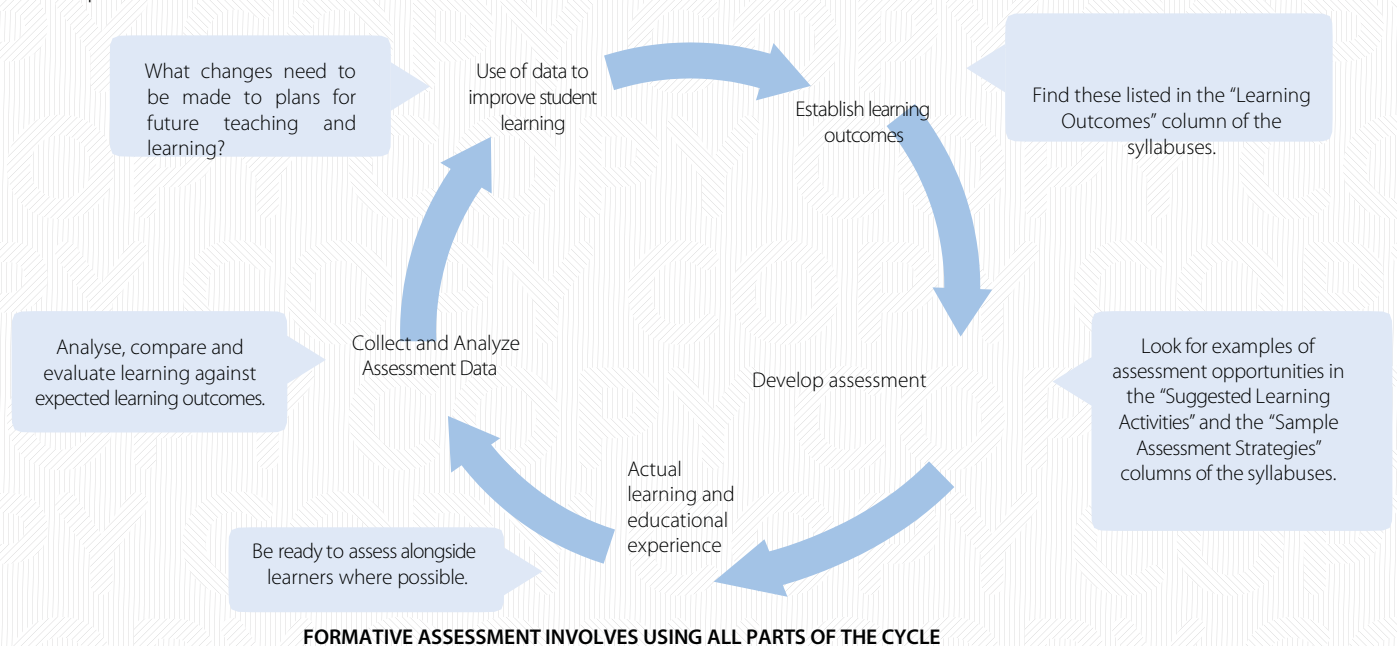 What changes need to
be made to plans for
future teaching and
learning?
Use of data to
improve student
learning
Establish learning
outcomes
Find these listed in the “Learning
Outcomes” column of the
syllabuses.
Analyse, compare and
evaluate learning against
expected learning outcomes.
Collect and Analyze
Assessment Data
Develop assessment
Look for examples of
assessment opportunities in
the “Suggested Learning
Activities” and the “Sample
Assessment Strategies”
columns of the syllabuses.
Actual
learning and
educational
experience
Be ready to assess alongside
learners where possible.
FORMATIVE ASSESSMENT INVOLVES USING ALL PARTS OF THE CYCLE